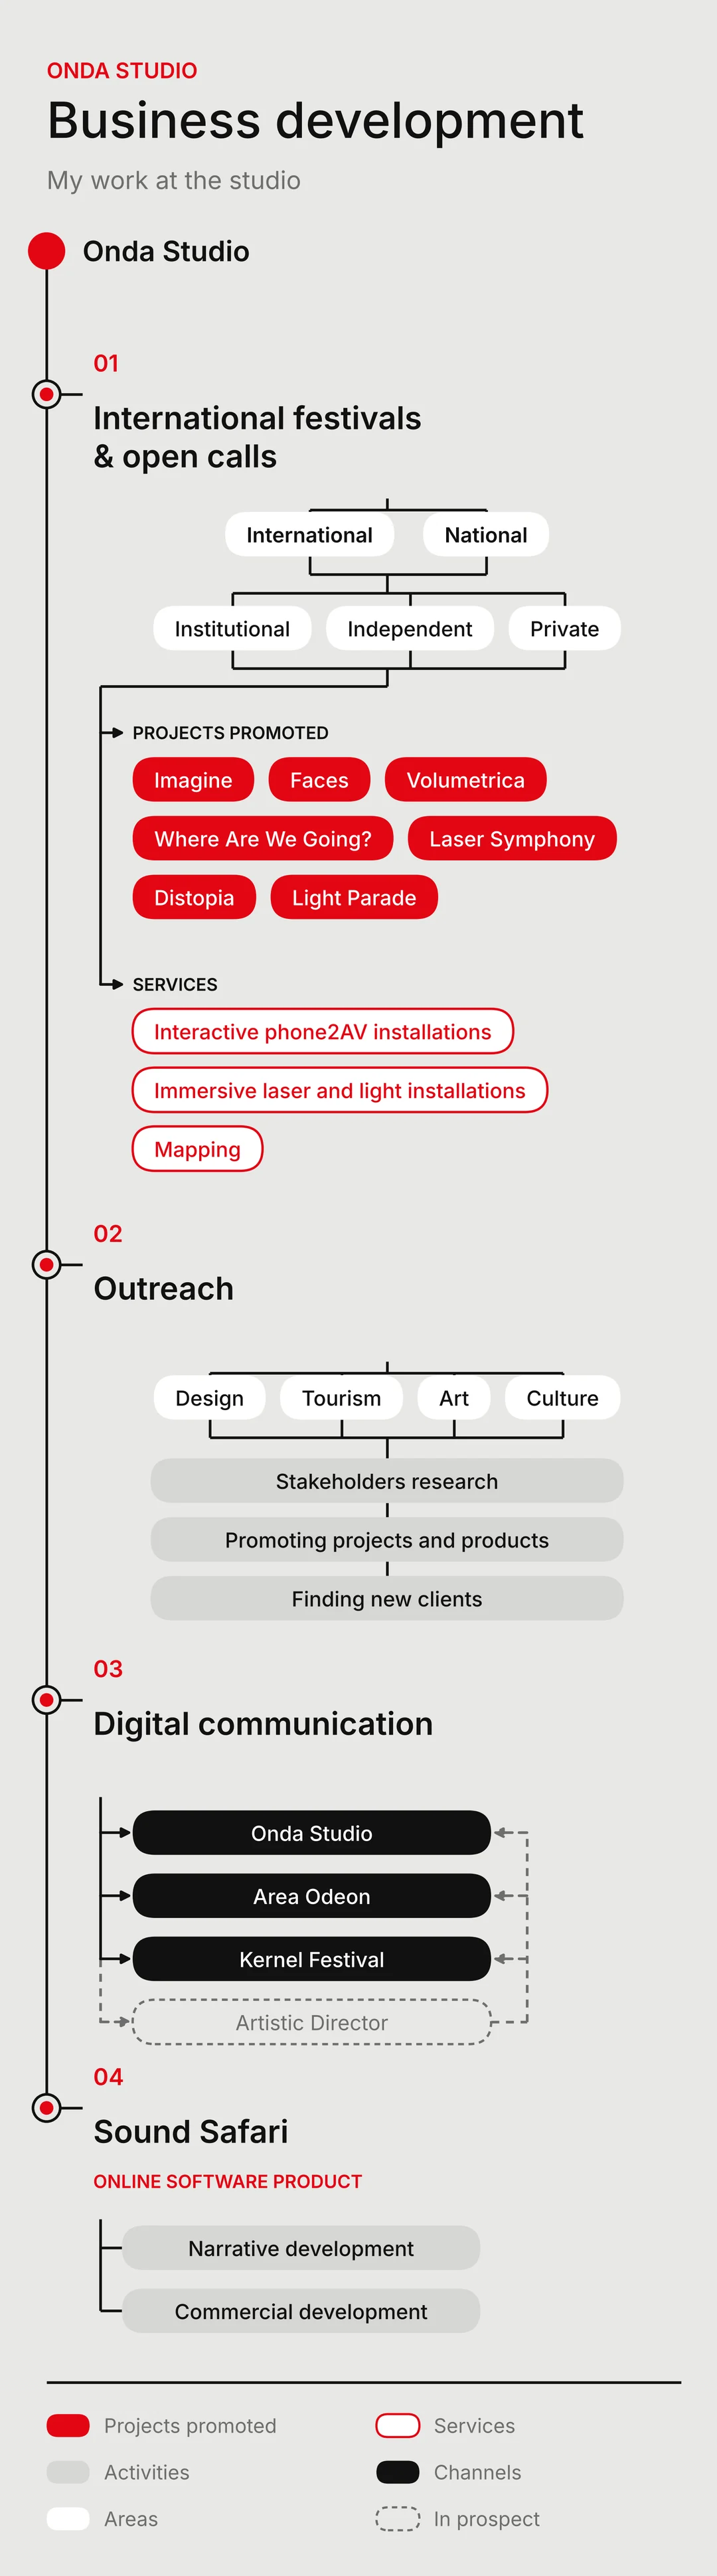 ONDA STUDIO
Business development
My work at the studio
Onda Studio
01
International festivals
& open calls
International National
Institutional Independent Private
PROJECTS PROMOTED
Imagine Faces Volumetrica
Where Are We Going? Laser Symphony
Distopia Light Parade
SERVICES
Interactive phone2AV installations
Immersive laser and light installations
Mapping
02
Outreach
Design Tourism Art Culture
Stakeholders research
Promoting projects and products
Finding new clients
03
Digital communication
Onda Studio
Area Odeon
Kernel Festival
Artistic Director
04
Sound Safari
ONLINE SOFTWARE PRODUCT
Narrative development
Commercial development
Projects promoted Services
Activities Channels
Areas In prospect